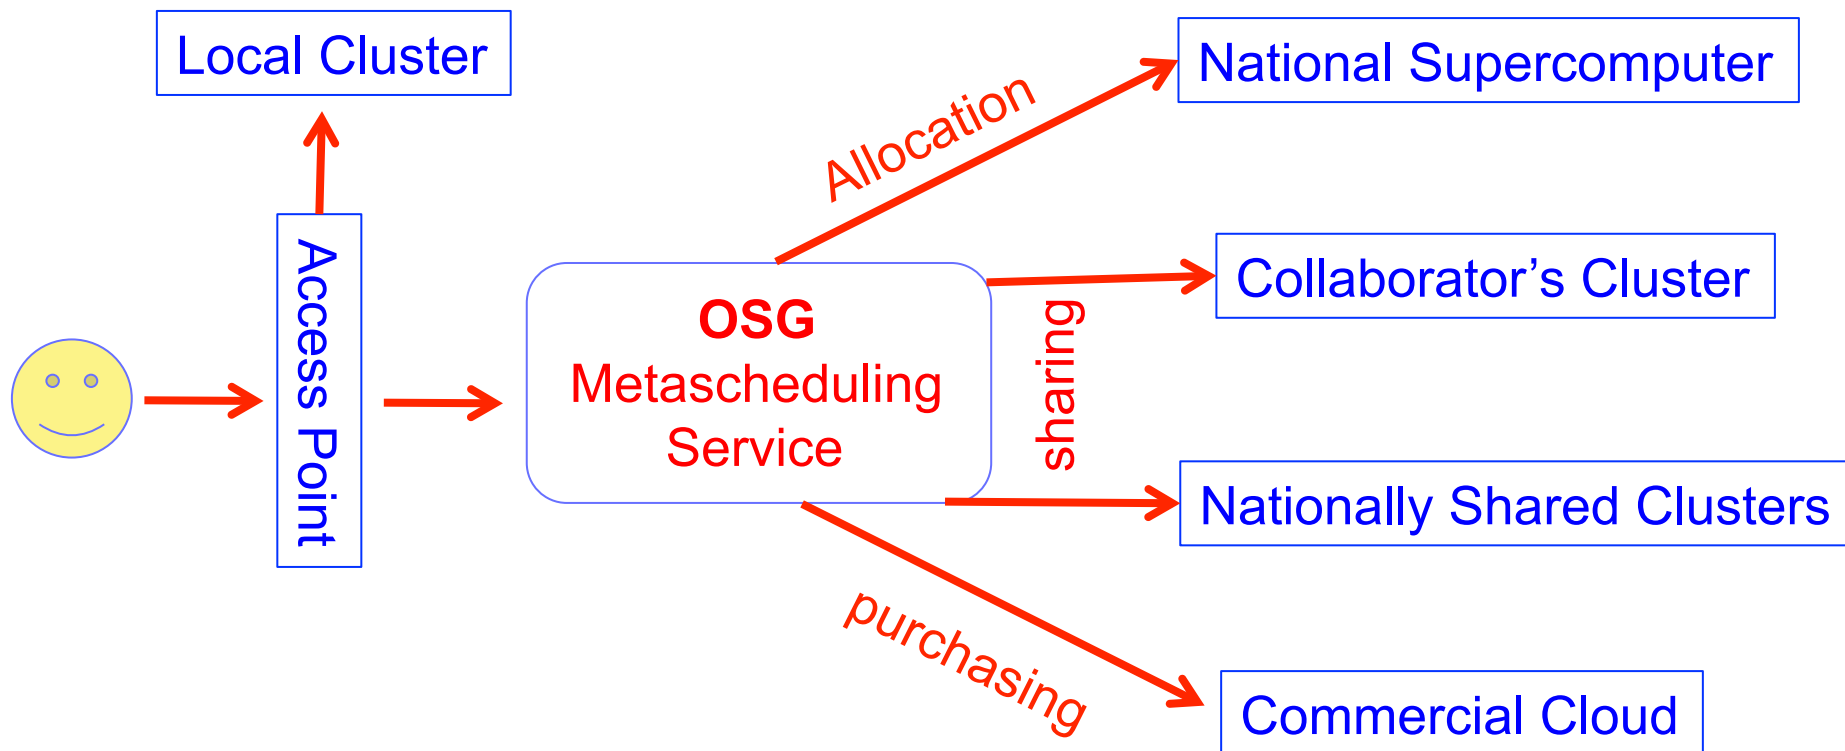 Local Cluster
National Supercomputer
Allocation
Access Point
Collaborator’s Cluster
OSG
Metascheduling
Service
sharing
Nationally Shared Clusters
purchasing
Commercial Cloud